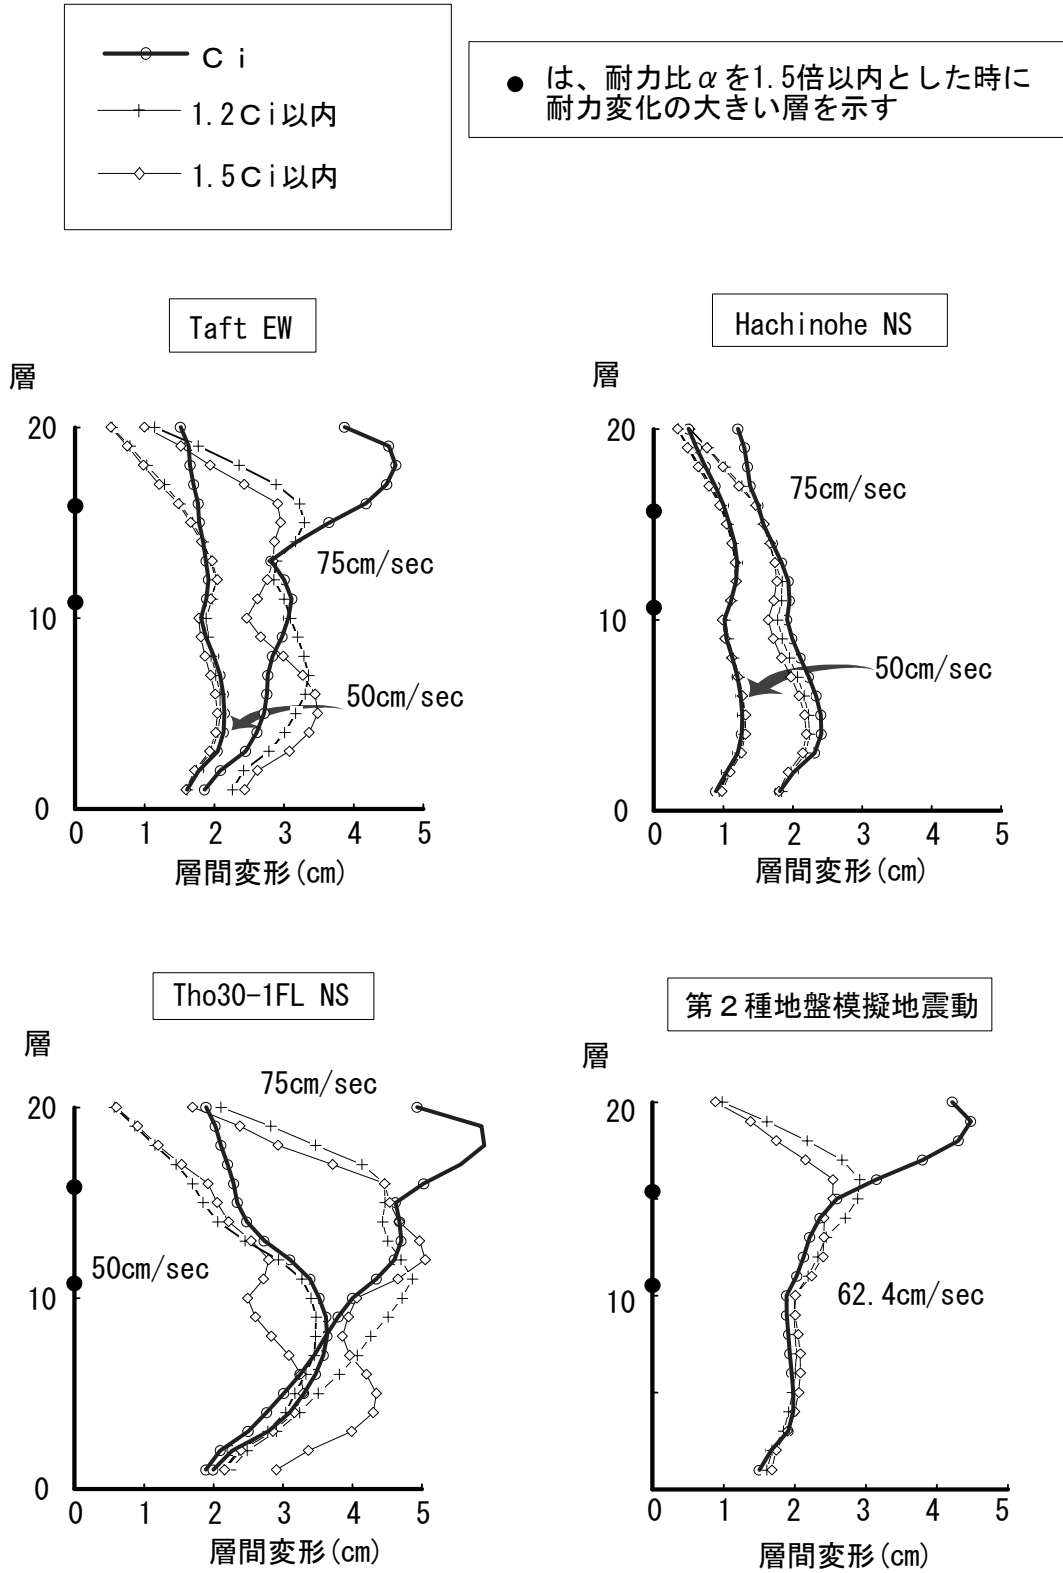 Ci
1.2Ci以内
1.5Ci以内
● は、耐力比αを1.5倍以内とした時に
耐力変化の大きい層を示す
Taft EW
層
20
10
0
75cm/sec
50cm/sec
0 1 2 3 4 5
層間変形(cm)
Hachinohe NS
層
20
10
0
75cm/sec
50cm/sec
0 1 2 3 4 5
層間変形(cm)
Tho30-1FL NS
層
75cm/sec
20
50cm/sec
10
0
0 1 2 3 4 5
層間変形(cm)
第2種地盤模擬地震動
層
20
10
62.4cm/sec
0
0 1 2 3 4 5
層間変形(cm)